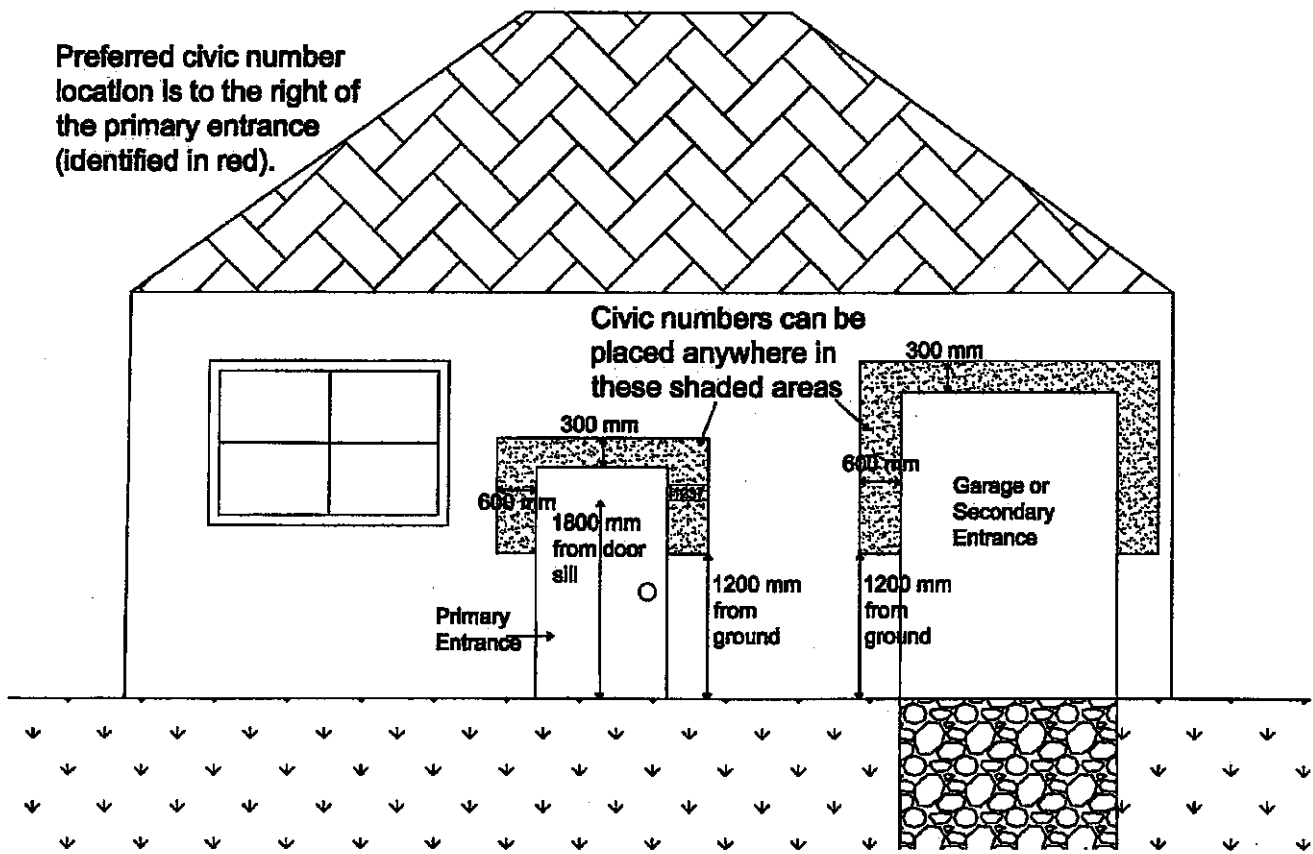 Preferred civic number
location is to the right of
the primary entrance
(identified in red).
Civic numbers can be
placed anywhere in
these shaded areas
300 mm
300 mm
600 mm
600 mm
Garage or
Secondary
Entrance
1800 mm
from door
sill
1200 mm
from
ground
1200 mm
from
ground
Primary
Entrance